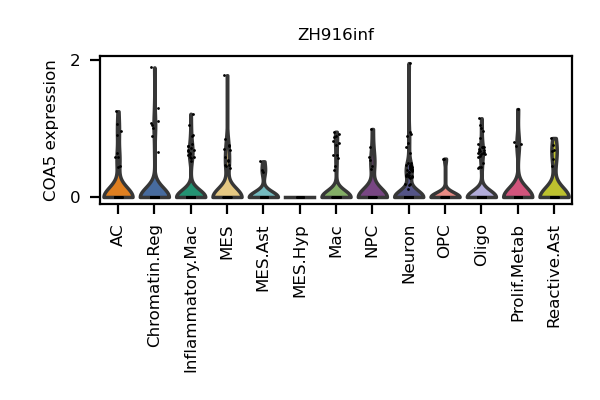 ZH916inf
COA5 expression
2
0
AC
Chromatin.Reg
Inflammatory.Mac
MES
MES.Ast
MES.Hyp
Mac
NPC
Neuron
OPC
Oligo
Prolif.Metab
Reactive.Ast